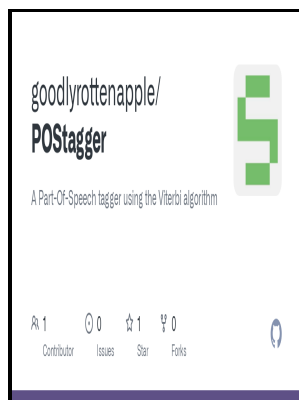 goodlyrottenapple/
POStagger
A Part-Of-Speech tagger using the Viterbi algorithm
1 0 1 0
Contributor Issues Star Forks